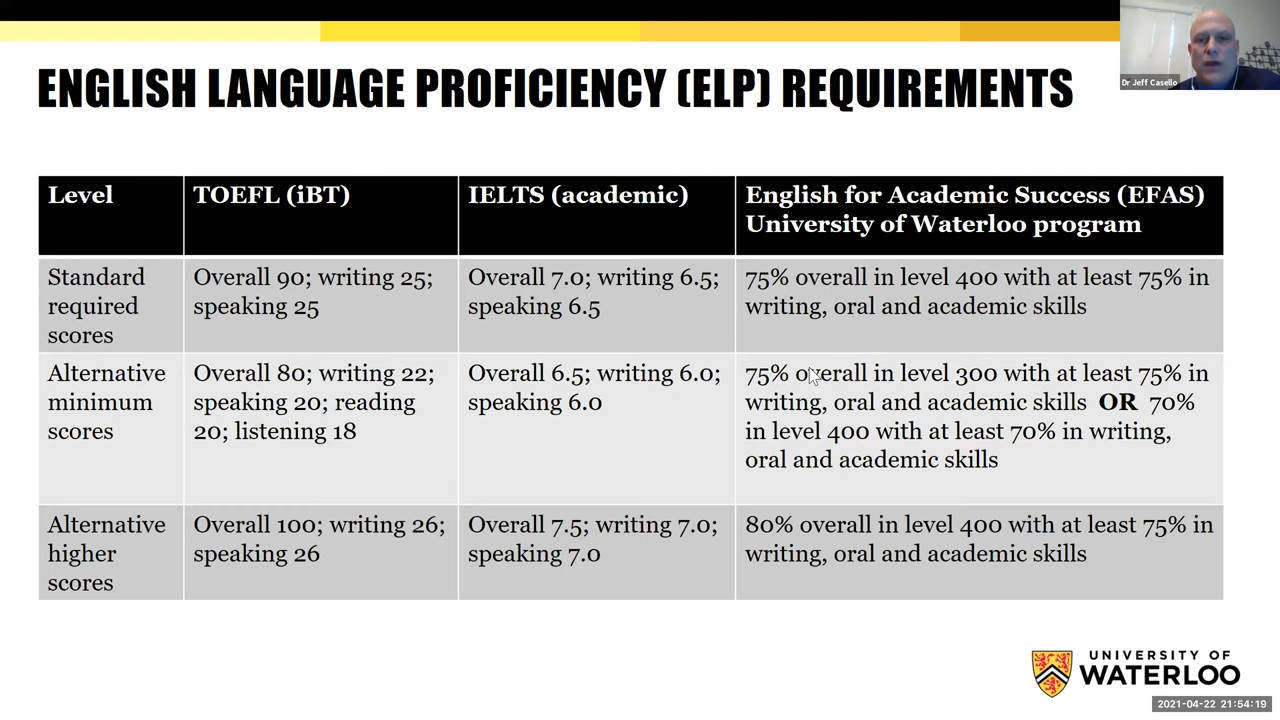 Dr Jeff Casello
ENGLISH LANGUAGE PROFICIENCY (ELP) REQUIREMENTS
Level
TOEFL (iBT)
IELTS (academic)
English for Academic Success (EFAS)
University of Waterloo program
Standard
required
scores
Overall 90; writing 25;
speaking 25
Overall 7.0; writing 6.5;
speaking 6.5
75% overall in level 400 with at least 75% in
writing, oral and academic skills
Alternative
minimum
scores
Overall 80; writing 22;
speaking 20; reading
20; listening 18
Overall 6.5; writing 6.0;
speaking 6.0
75% overall in level 300 with at least 75% in
writing, oral and academic skills OR 70%
in level 400 with at least 70% in writing,
oral and academic skills
Alternative
higher
scores
Overall 100; writing 26;
speaking 26
Overall 7.5; writing 7.0;
speaking 7.0
80% overall in level 400 with at least 75% in
writing, oral and academic skills
UNIVERSITY OF
WATERLOO
2021-04-22 21:54:19